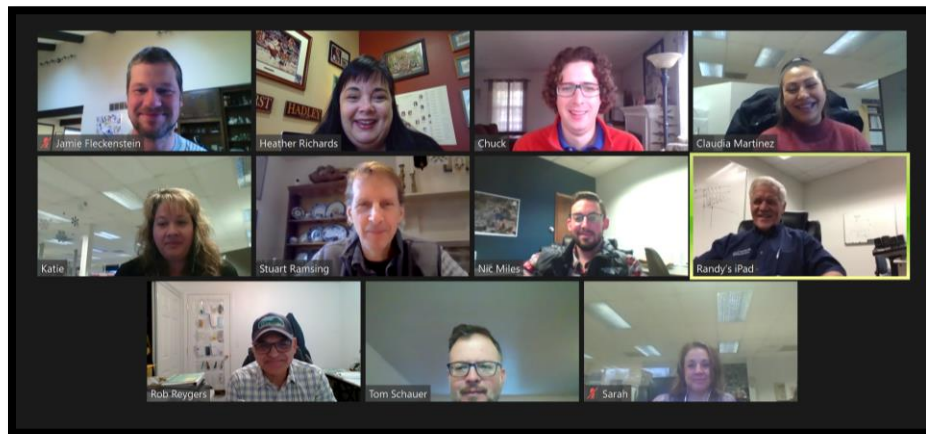 HADLEY
Jamie Fleckenstein
Heather Richards
Chuck
Claudia Martinez
Katie
Stuart Ramsing
Nic Miles
Randy's iPad
Rob Reygers
Tom Schauer
Sarah